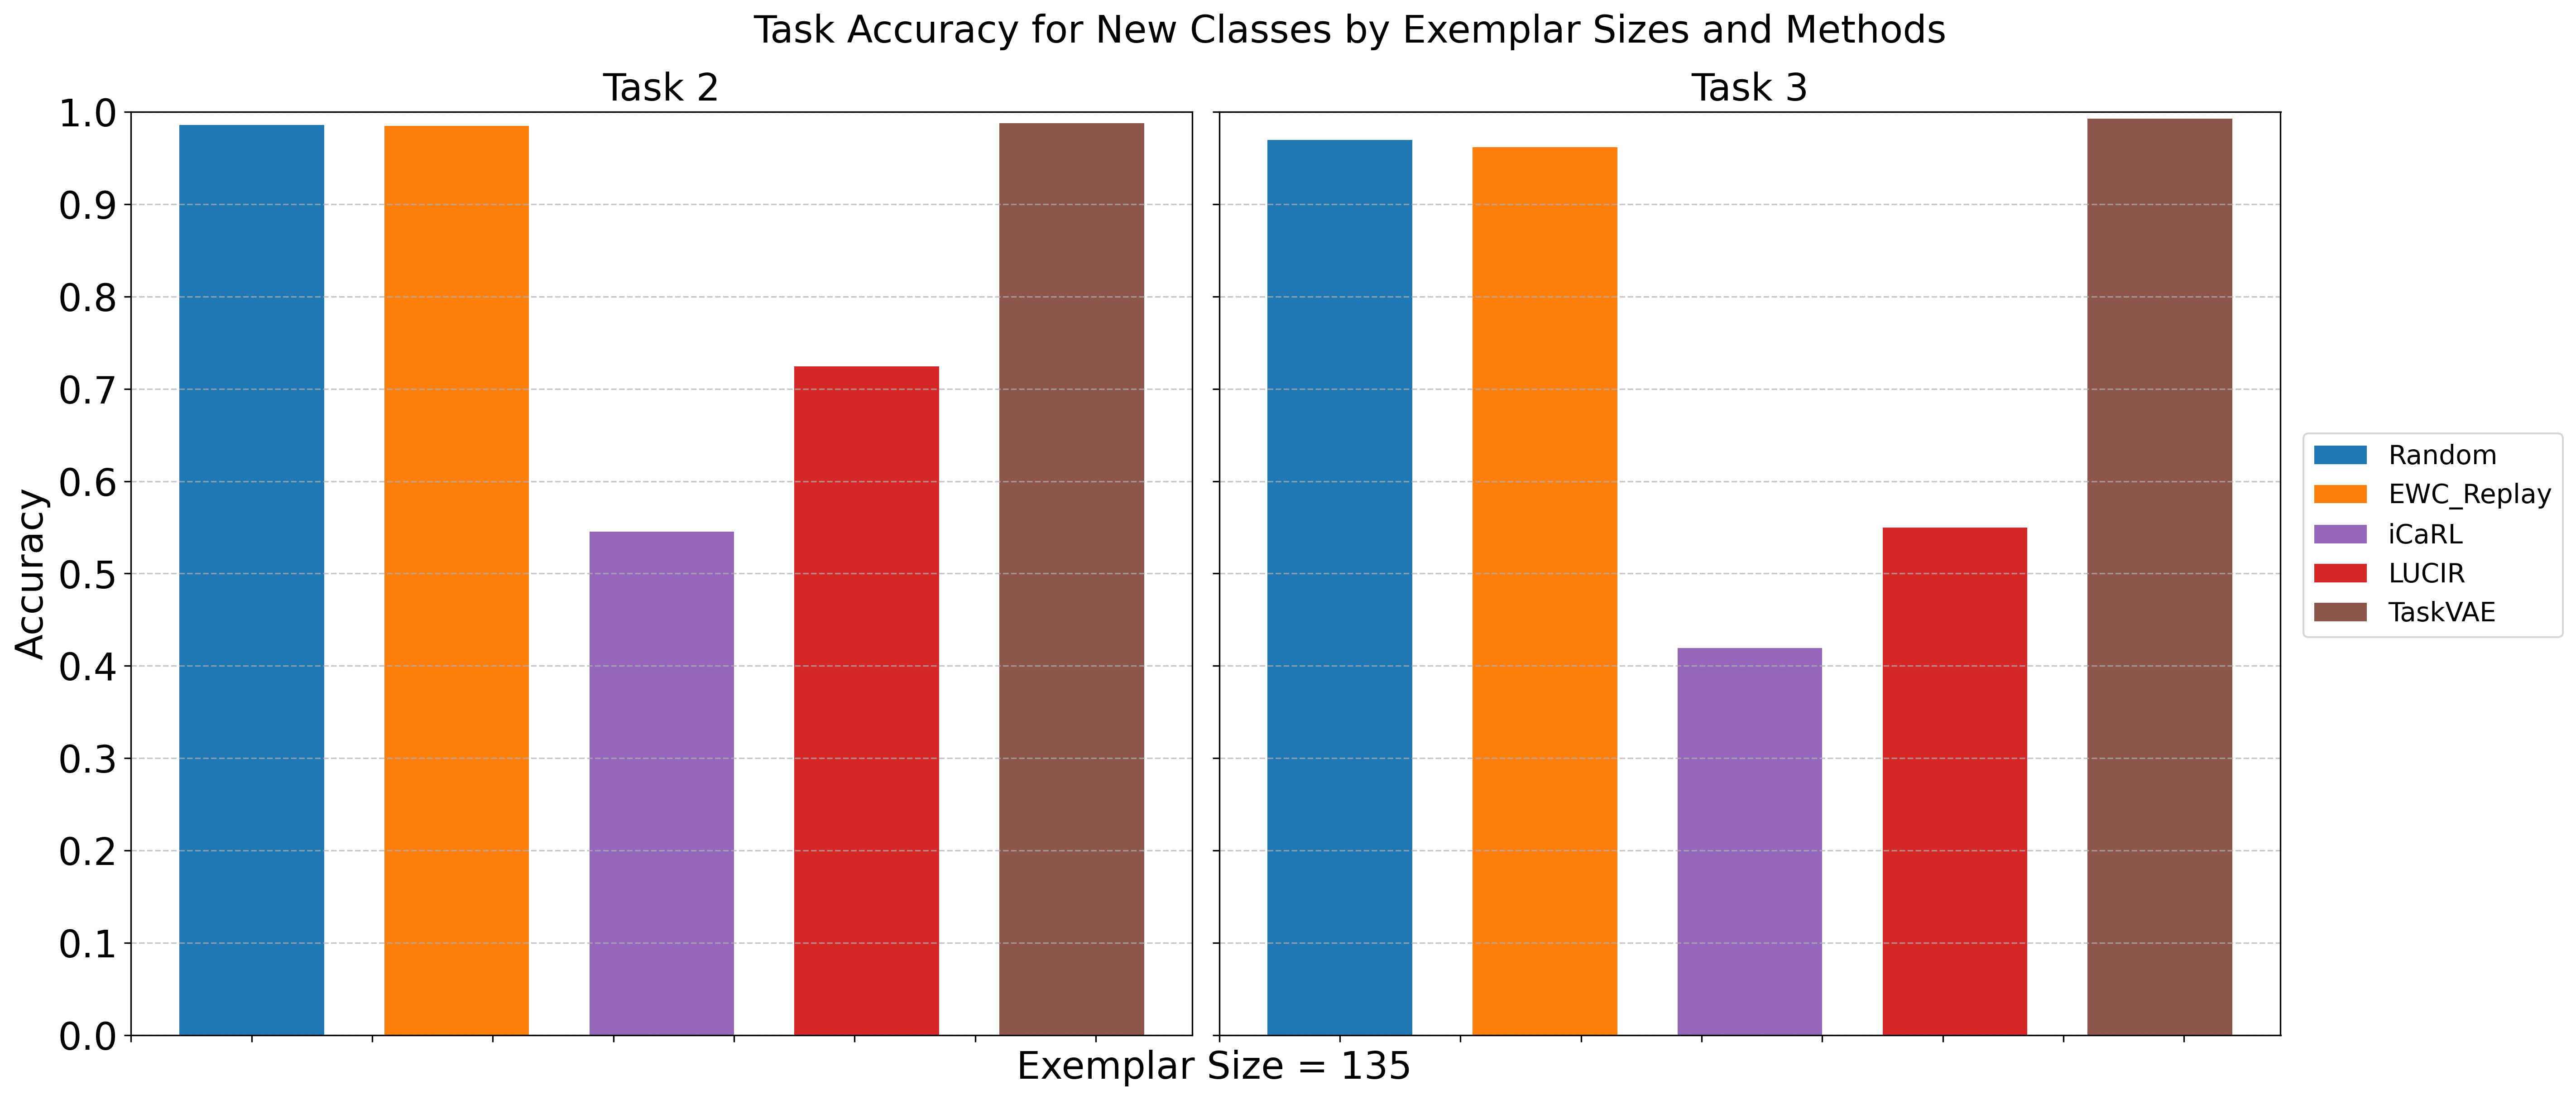 Task Accuracy for New Classes by Exemplar Sizes and Methods
Task 2
Task 3
1.0
0.9
0.8
0.7
0.6
0.5
0.4
0.3
0.2
0.1
0.0
Accuracy
Exemplar Size = 135
Random
EWC_Replay
iCaRL
LUCIR
TaskVAE